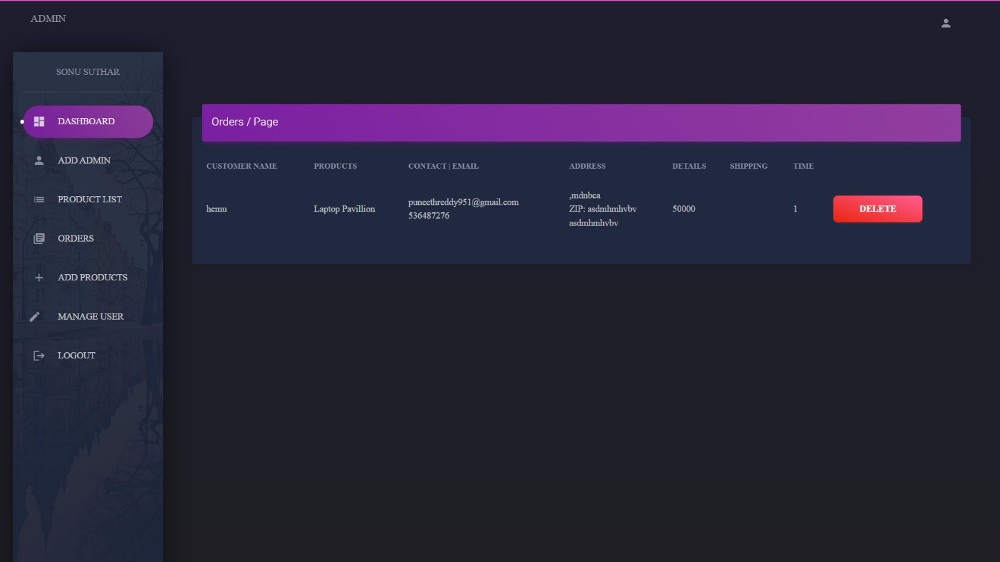 ADMIN
SONU SUTHAR
DASHBOARD
ADD ADMIN
PRODUCT LIST
ORDERS
ADD PRODUCTS
MANAGE USER
LOGOUT
Orders / Page
CUSTOMER NAME PRODUCTS CONTACT | EMAIL ADDRESS DETAILS SHIPPING TIME
hemu
Laptop Pavillion
puneethreddy951@gmail.com
536487276
,mdnbca
ZIP: asdmhmhvbv
asdmhmhvbv
50000
1
DELETE